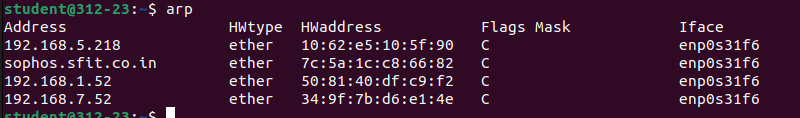 student@312-23:~$ arp
Address                  HWtype  HWaddress           Flags Mask            Iface
192.168.5.218            ether   10:62:e5:10:5f:90   C                     enp0s31f6
sophos.sfit.co.in        ether   7c:5a:1c:c8:66:82   C                     enp0s31f6
192.168.1.52             ether   50:81:40:df:c9:f2   C                     enp0s31f6
192.168.7.52             ether   34:9f:7b:d6:e1:4e   C                     enp0s31f6
student@312-23:~$